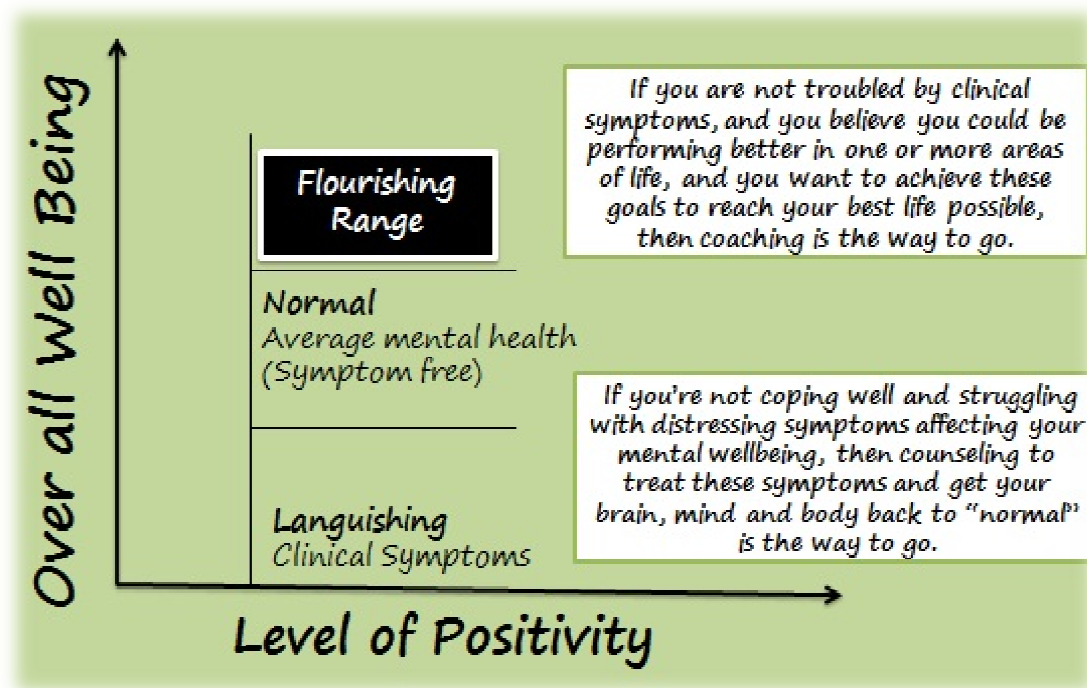 Over all Well Being
Flourishing
Range
Normal
Average mental health
(Symptom free)
Languishing
Clinical Symptoms
Level of Positivity
If you are not troubled by clinical
symptoms, and you believe you could be
performing better in one or more areas
of life, and you want to achieve these
goals to reach your best life possible,
then coaching is the way to go.
If you're not coping well and struggling
with distressing symptoms affecting your
mental wellbeing, then counseling to
treat these symptoms and get your
brain, mind and body back to “normal”
is the way to go.